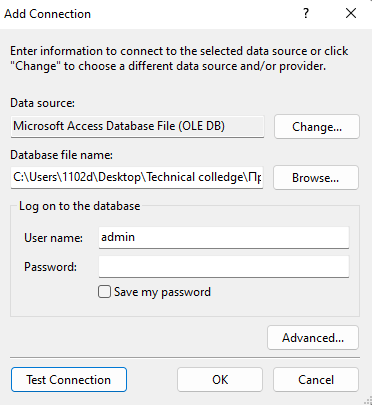 Add Connection
?
Enter information to connect to the selected data source or click
"Change" to choose a different data source and/or provider.
Data source:
Microsoft Access Database File (OLE DB)
Change...
Database file name:
C:\Users\1102d\Desktop\Technical colledge\Пр
Browse...
Log on to the database
User name:
admin
Password:
Save my password
Advanced...
Test Connection
OK
Cancel